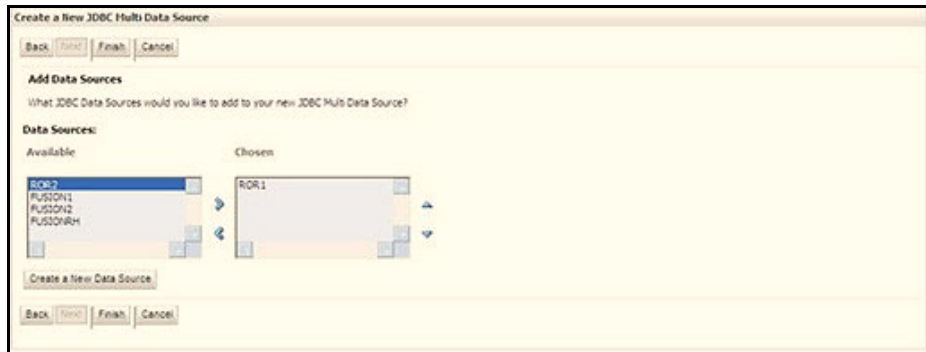 Create a New JDBC Multi Data Source
Back Next Finish Cancel
Add Data Sources
What JDBC Data Sources would you like to add to your new JDBC Multi Data Source?
Data Sources:
Available Chosen
ROR2 ROR1
FUSION1
FUSION2
FUSIONRH
Create a New Data Source
Back Next Finish Cancel